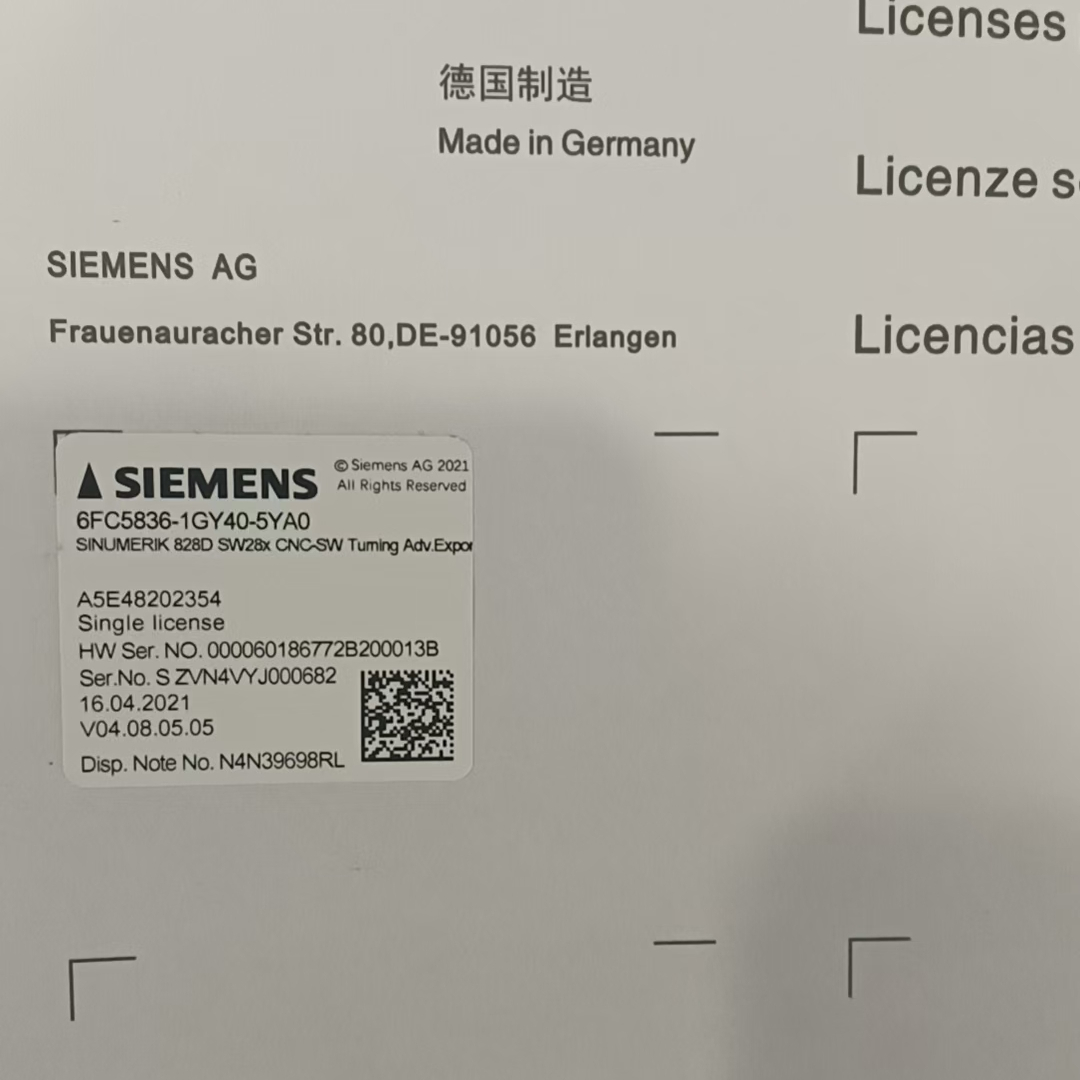 德国制造
Made in Germany
SIEMENS AG
Frauenauracher Str. 80,DE-91056 Erlangen
Licenses
Licenze
Licencias
SIEMENS
© Siemens AG 2021
All Rights Reserved
6FC5836-1GY40-5YA0
SINUMERIK 828D SW28x CNC-SW Turning Adv.Expor
A5E48202354
Single license
HW Ser. NO. 000060186772B200013B
Ser.No. S ZVN4VYJ000682
16.04.2021
V04.08.05.05
Disp. Note No. N4N39698RL